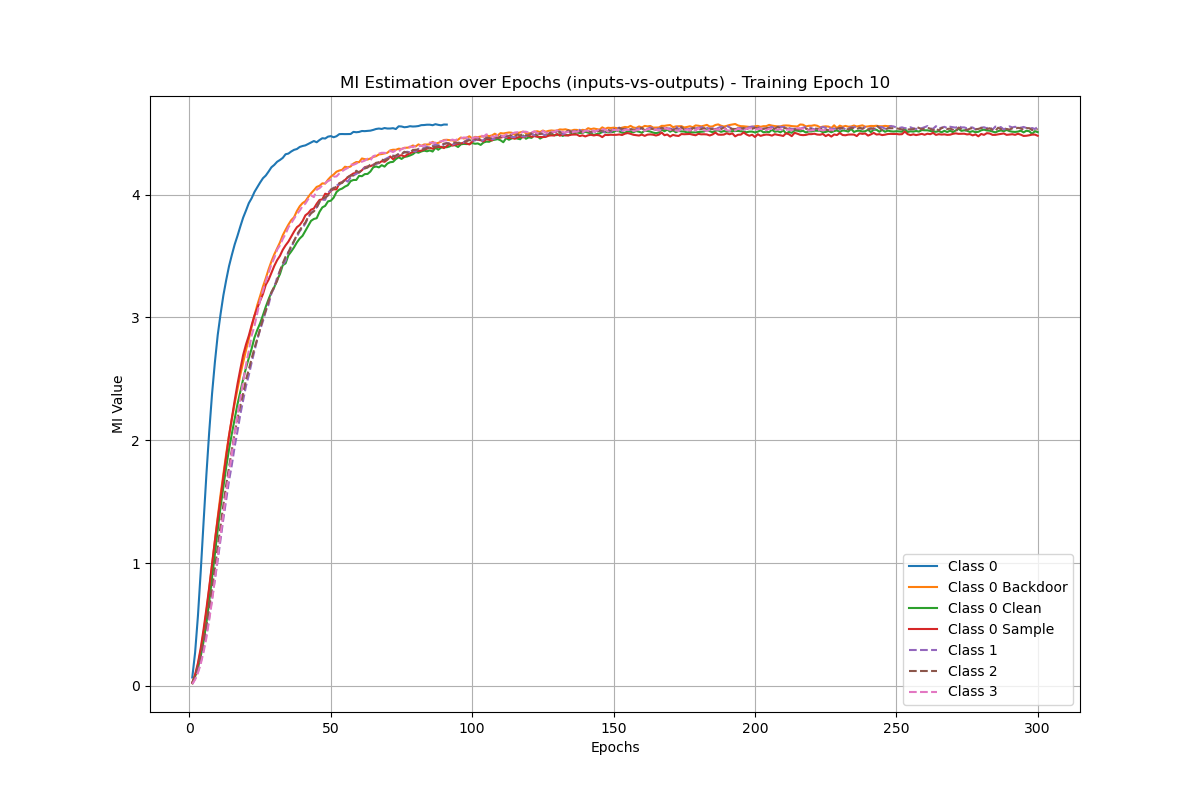 MI Estimation over Epochs (inputs-vs-outputs) - Training Epoch 10
MI Value
4
3
2
1
0
0 50 100 150 200 250 300
Epochs
Class 0
Class 0 Backdoor
Class 0 Clean
Class 0 Sample
Class 1
Class 2
Class 3